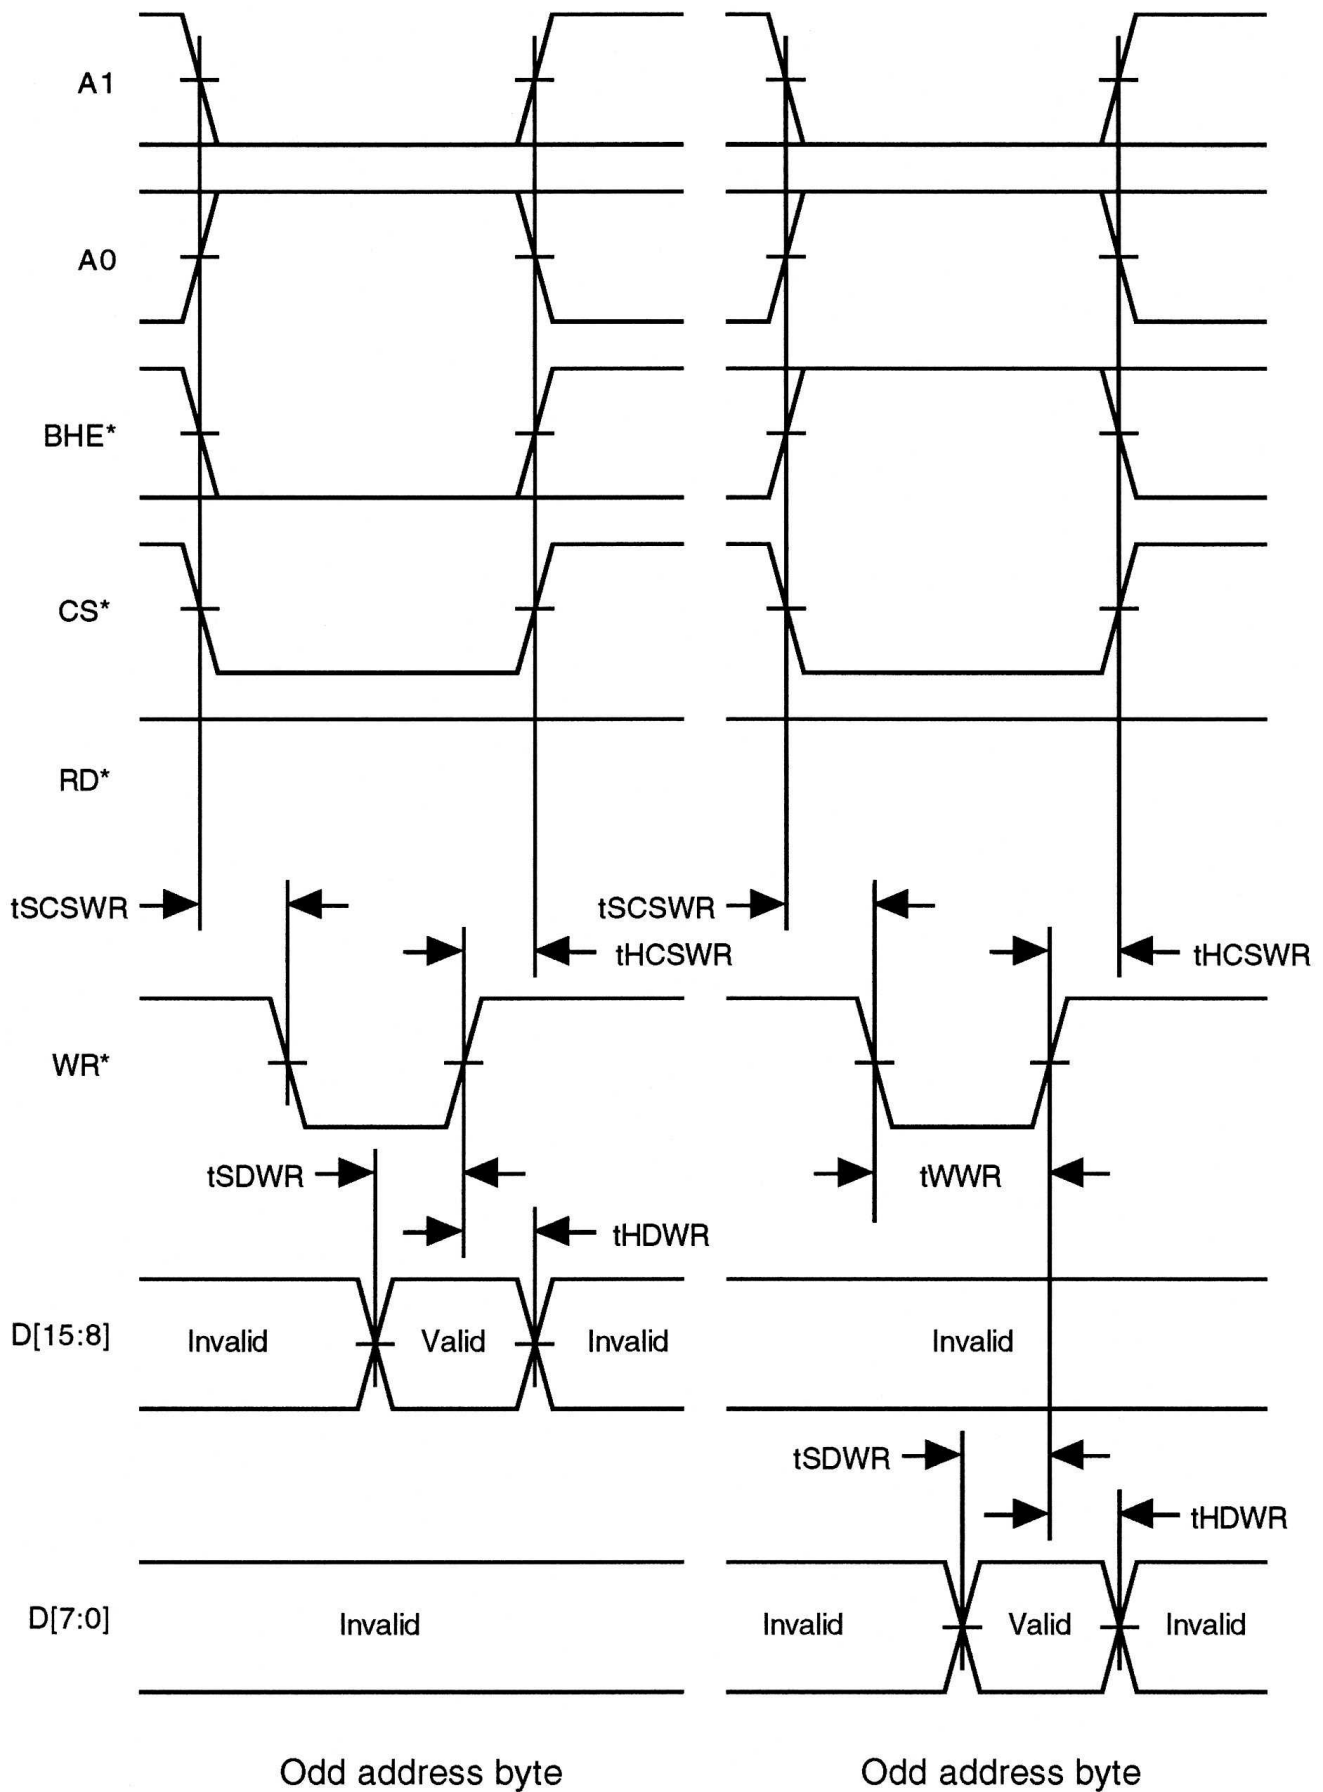 A1
A0
BHE*
CS*
RD*
tSCSWR tSCSWR
tHCSWR tHCSWR
WR*
tSDWR tWWR
tHDWR
D[15:8] Invalid Valid Invalid Invalid
tSDWR
tHDWR
D[7:0] Invalid Invalid Valid Invalid
Odd address byte Odd address byte